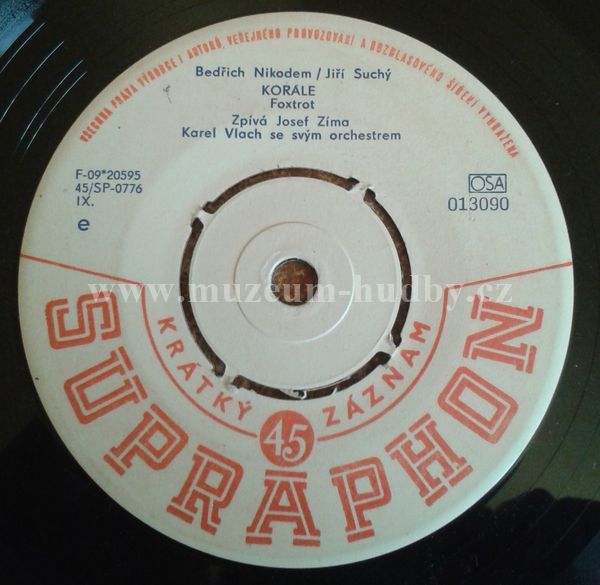 VŠECHNA PRÁVA VÝROBCE I AUTORŮ, VEŘEJNÉHO PROVOZOVÁNÍ A ROZHLASOVÉHO ŠÍŘENÍ VYHRAŽENA
Bedřich Nikodem / Jiří Suchý
KORÁLE
Foxtrot
Zpívá Josef Zíma
Karel Vlach se svým orchestrem
F-09*20595
45/SP-0776
IX.
e
OSA
013090
www.muzeum-hudby.cz
KRÁTKÝ 45 ZÁZNAM
SUPRAPHON